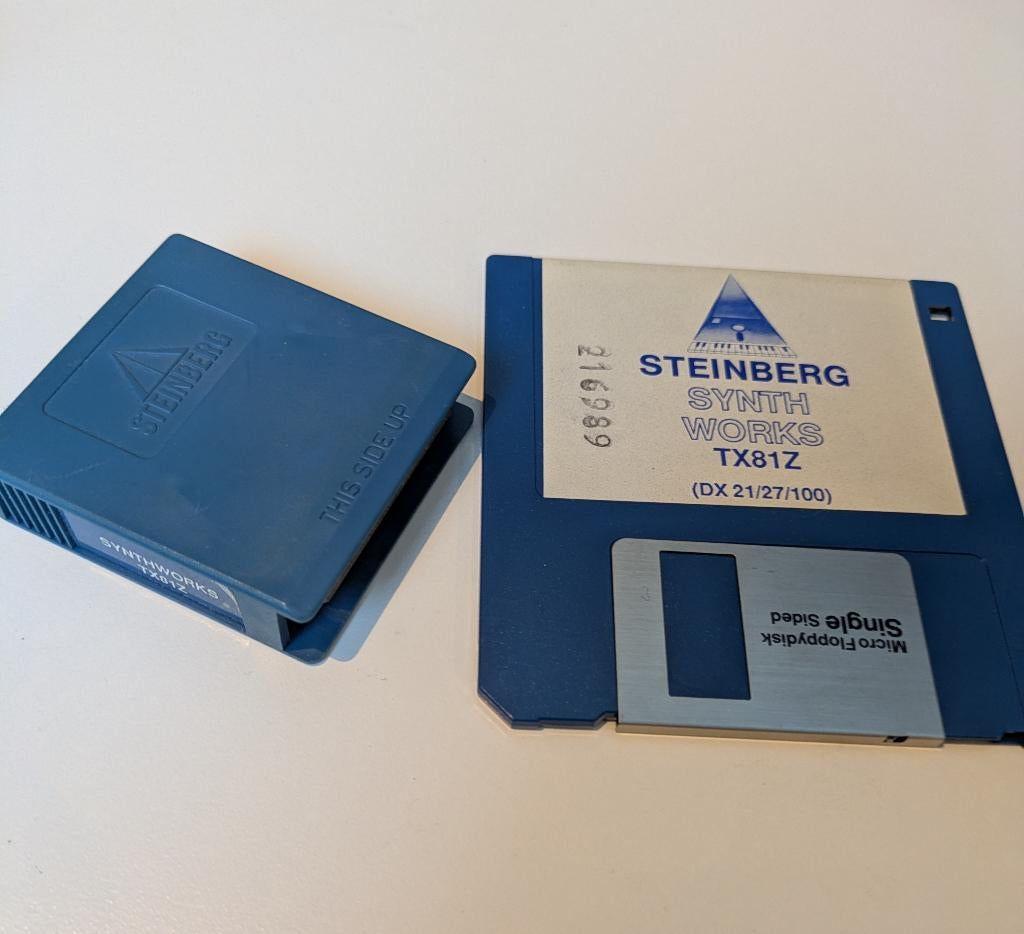 STEINBERG
THIS SIDE UP
SYNTHWORKS
TX81Z
216989
STEINBERG
SYNTH
WORKS
TX81Z
(DX 21/27/100)
Micro Floppydisk
Single Sided